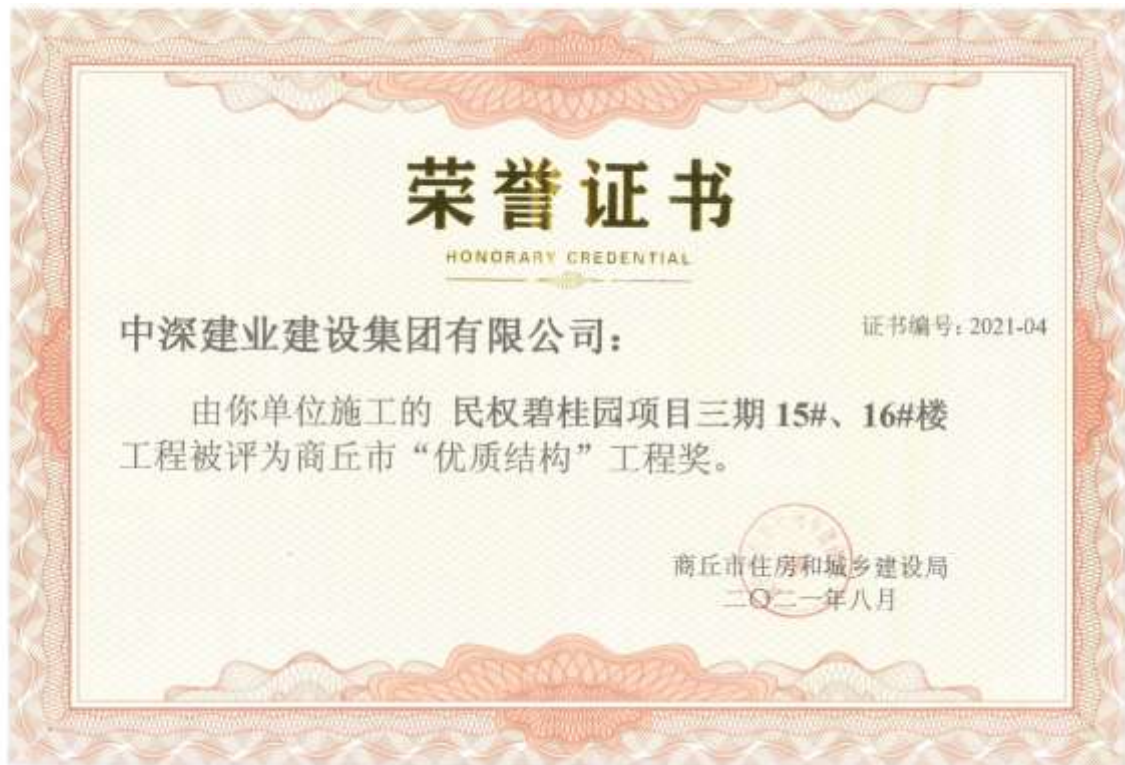 荣誉证书
HONORARY CREDENTIAL
中深建业建设集团有限公司：
证书编号：2021-04
由你单位施工的 民权碧桂园项目三期 15#、16#楼
工程被评为商丘市“优质结构”工程奖。
商丘市住房和城乡建设局
二〇二一年八月